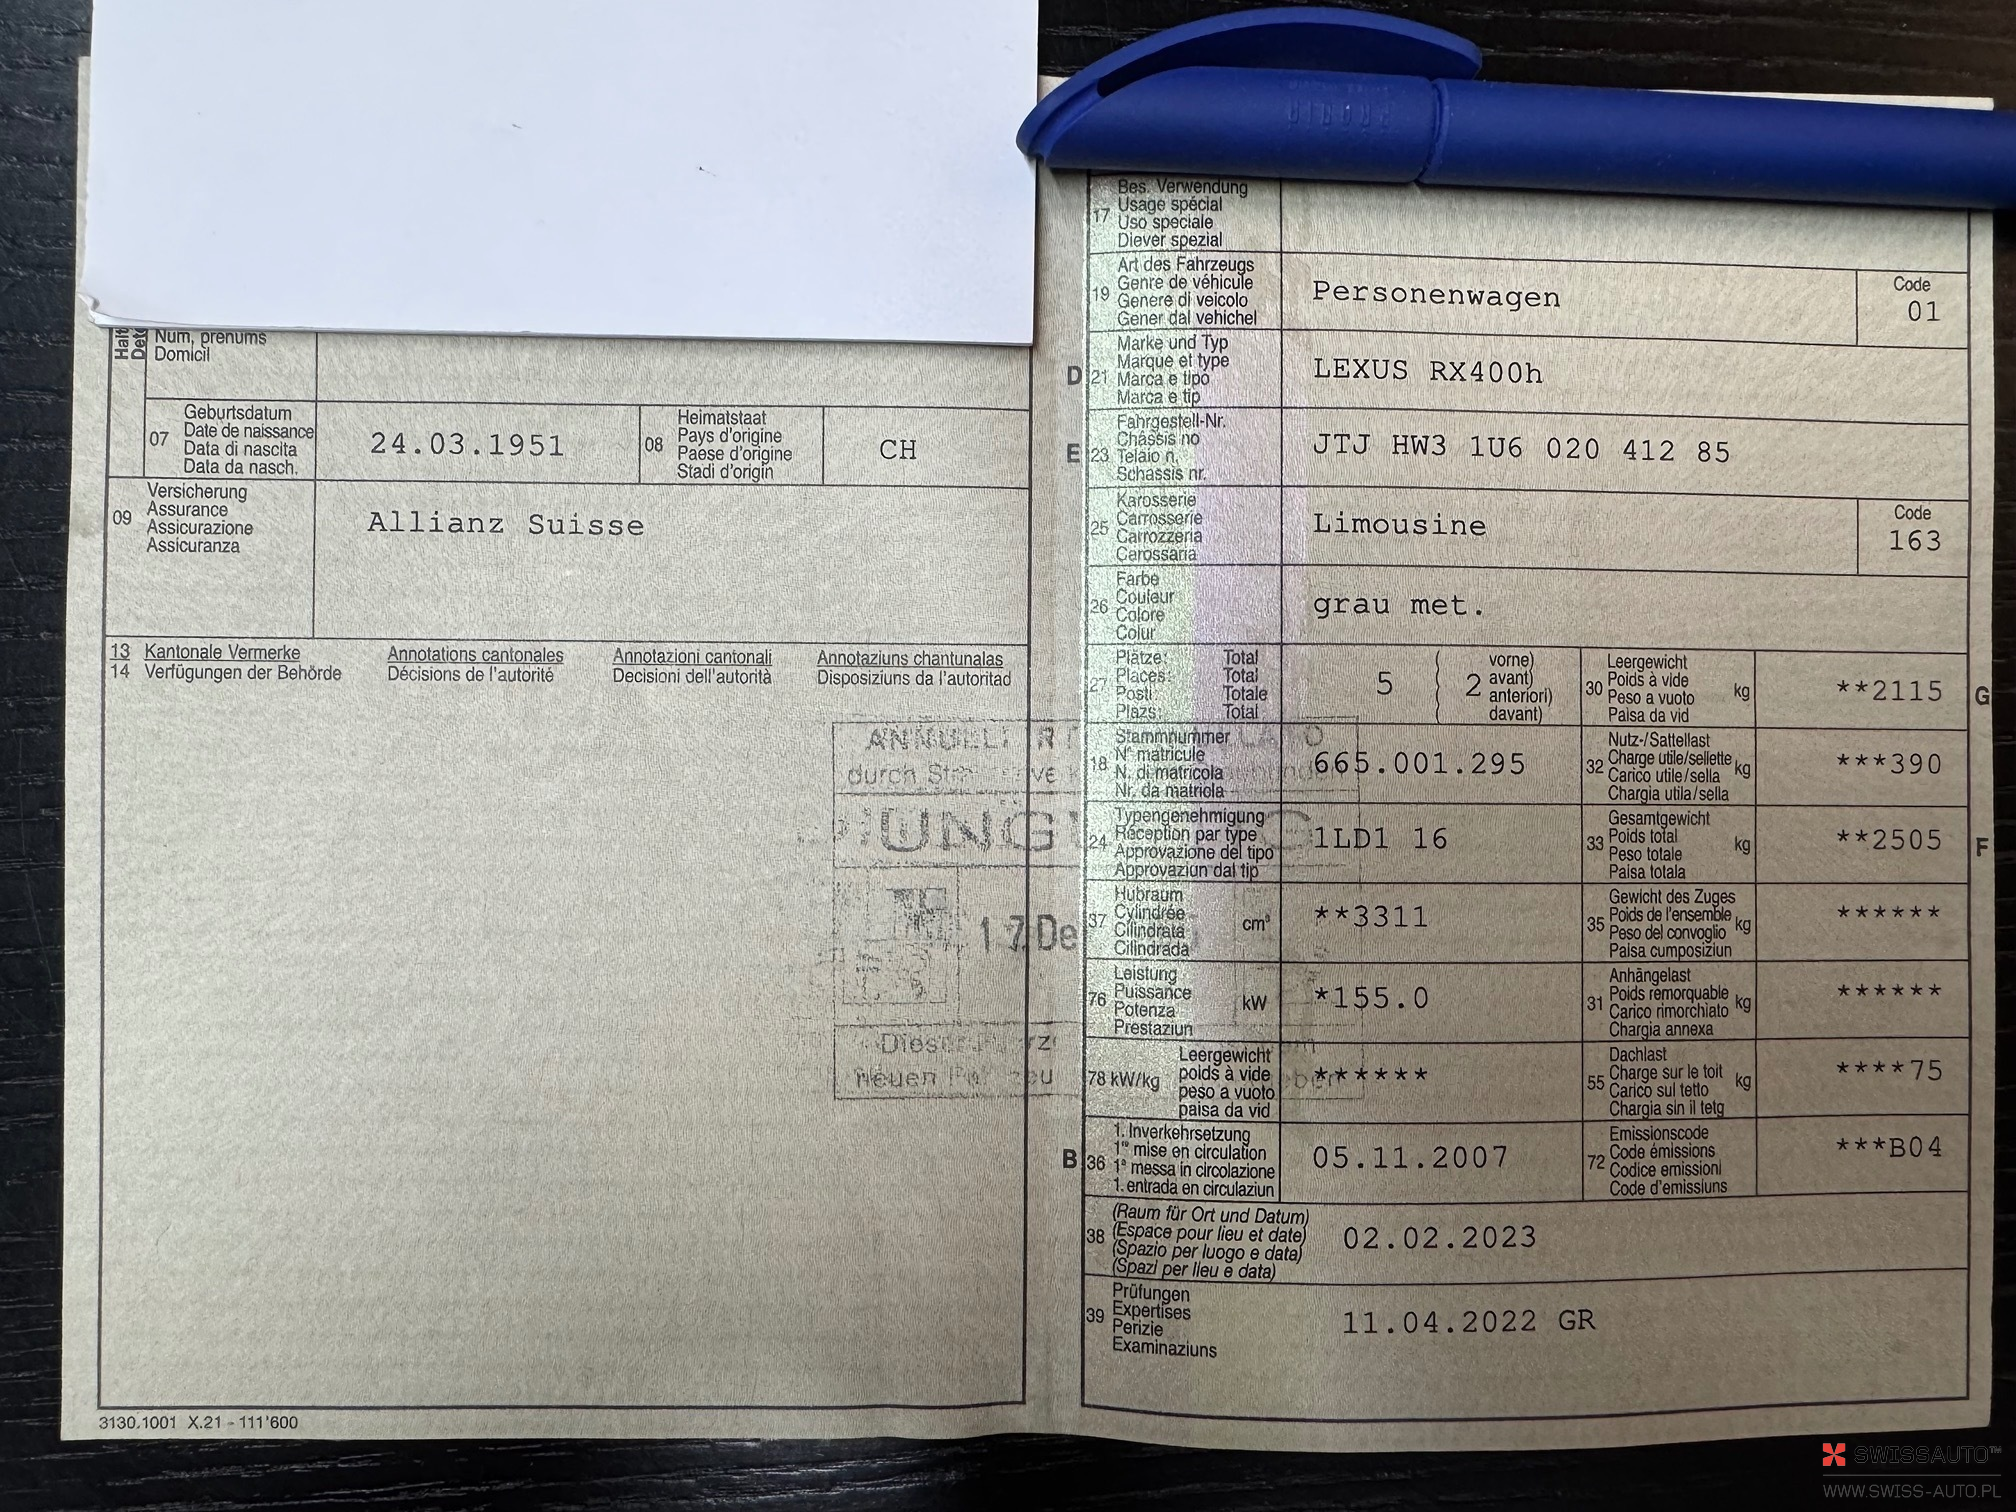 Halt
Dete
Num, prenums
Domicil
07
Geburtsdatum
Date de naissance
Data di nascita
Data da nasch.
24.03.1951
08
Heimatstaat
Pays d'origine
Paese d'origine
Stadi d'origin
CH
09
Versicherung
Assurance
Assicurazione
Assicuranza
Allianz Suisse
13 Kantonale Vermerke Annotations cantonales Annotazioni cantonali Annotaziuns chantunalas
14 Verfügungen der Behörde Décisions de l'autorité Decisioni dell'autorità Disposiziuns da l'autoritad
durch
17 De
Dieser
neuen
3130.1001 X.21 - 111'600
17
Bes. Verwendung
Usage spécial
Uso speciale
Diever spezial
19
Art des Fahrzeugs
Genre de véhicule
Genere di veicolo
Gener dal vehichel
Personenwagen
Code
01
D 21
Marke und Typ
Marque et type
Marca e tipo
Marca e tip
LEXUS RX400h
E 23
Fahrgestell-Nr.
Châssis no
Telaio n.
Schassis nr.
JTJ HW3 1U6 020 412 85
25
Karosserie
Carrosserie
Carrozzeria
Carossaria
Limousine
Code
163
26
Farbe
Couleur
Colore
Colur
grau met.
27
Plätze: Total
Places: Total
Posti Totale
Plazs: Total
5 ( 2
vorne)
avant)
anteriori)
davant)
30
Leergewicht
Poids à vide
Peso a vuoto
Paisa da vid
kg
**2115
G
18
Stammnummer
N° matricule
N. di matricola
Nr. da matricla
665.001.295
32
Nutz-/Sattellast
Charge utile/sellette
Carico utile/sella
Chargia utila/sella
kg
***390
24
Typengenehmigung
Réception par type
Approvazione del tipo
Approvaziun dal tip
1LD1 16
33
Gesamtgewicht
Poids total
Peso totale
Paisa totala
kg
**2505
F
37
Hubraum
Cylindrée
Cilindrata
Cilindrada
cm³
**3311
35
Gewicht des Zuges
Poids de l'ensemble
Peso del convoglio
Paisa cumposiziun
kg
******
76
Leistung
Puissance
Potenza
Prestaziun
kW
*155.0
31
Anhängelast
Poids remorquable
Carico rimorchiato
Chargia annexa
kg
******
78 kW/kg
Leergewicht
poids à vide
peso a vuoto
paisa da vid
******
55
Dachlast
Charge sur le toit
Carico sul tetto
Chargia sin il tetg
kg
****75
B 36
1. Inverkehrsetzung
1re mise en circulation
1a messa in circolazione
1. entrada en circulaziun
05.11.2007
72
Emissionscode
Code émissions
Codice emissioni
Code d'emissiuns
***B04
38
(Raum für Ort und Datum)
(Espace pour lieu et date)
(Spazio per luogo e data)
(Spazi per lieu e data)
02.02.2023
39
Prüfungen
Expertises
Perizie
Examinaziuns
11.04.2022 GR
SWISSAUTO™
WWW.SWISS-AUTO.PL